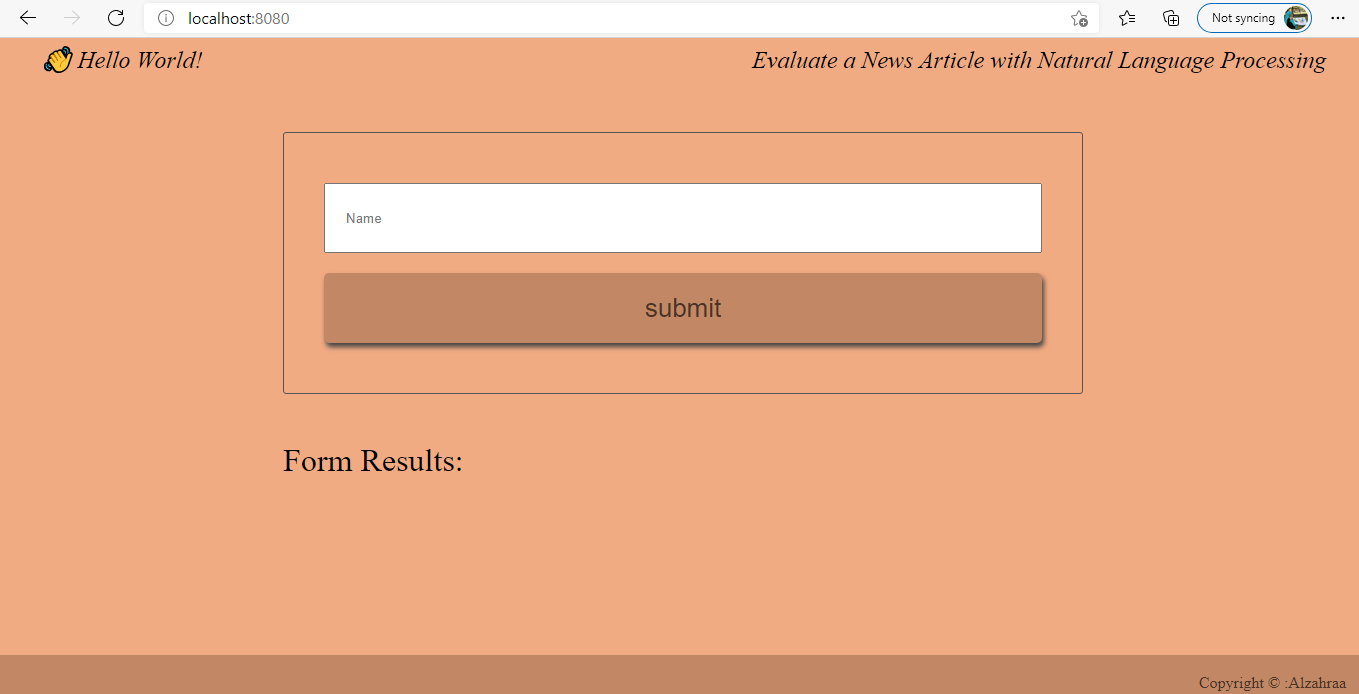 localhost:8080
Not syncing
Hello World!
Evaluate a News Article with Natural Language Processing
Name
submit
Form Results:
Copyright © :Alzahraa